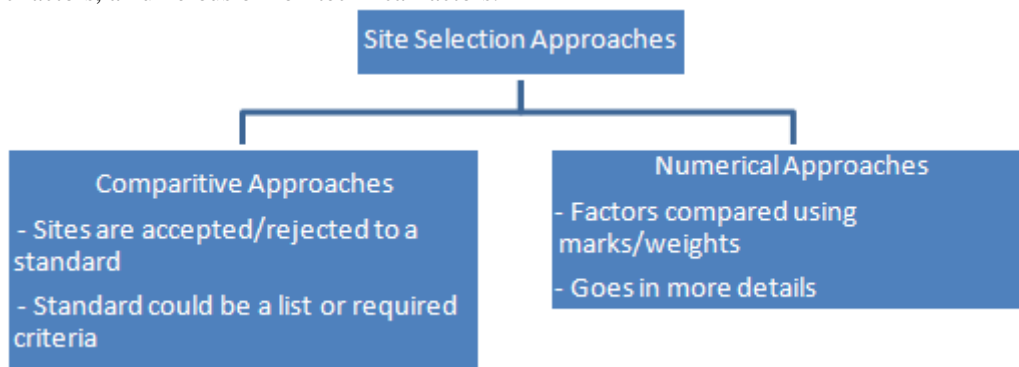 Site Selection Approaches
Comparitive Approaches
- Sites are accepted/rejected to a
standard
- Standard could be a list or required
criteria
Numerical Approaches
- Factors compared using
marks/weights
- Goes in more details